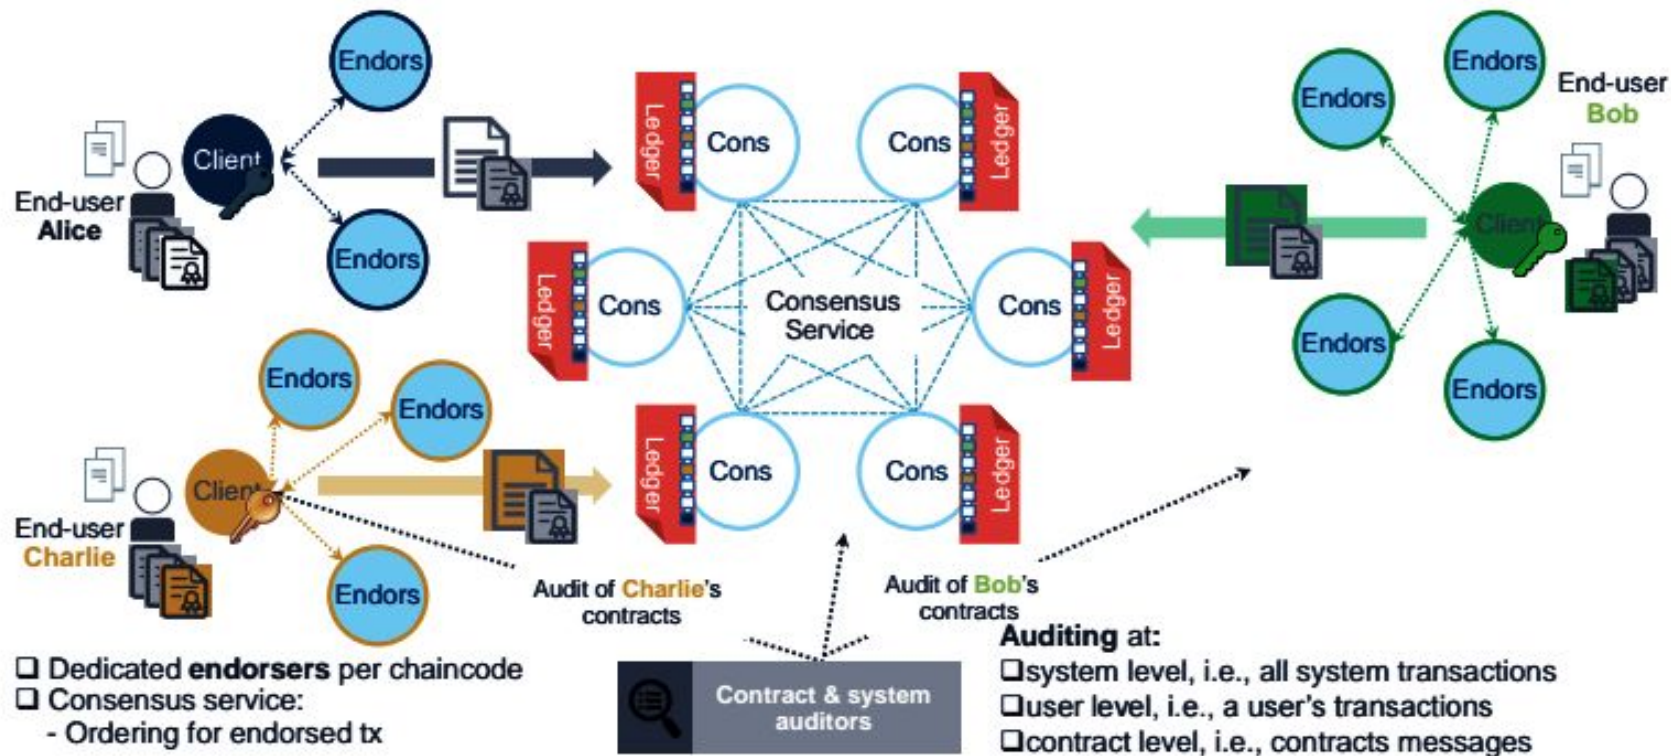 Endors
Endors
Client
End-user
Alice
Ledger
Cons
Cons
Ledger
Endors
Endors
End-user
Bob
Client
Endors
Endors
Ledger
Cons
Consensus
Service
Cons
Ledger
Endors
Endors
Client
End-user
Charlie
Endors
Ledger
Cons
Cons
Ledger
Audit of Charlie's
contracts
Audit of Bob's
contracts
❑ Dedicated endorsers per chaincode
❑ Consensus service:
- Ordering for endorsed tx
Contract & system
auditors
Auditing at:
❑system level, i.e., all system transactions
❑user level, i.e., a user's transactions
❑contract level, i.e., contracts messages